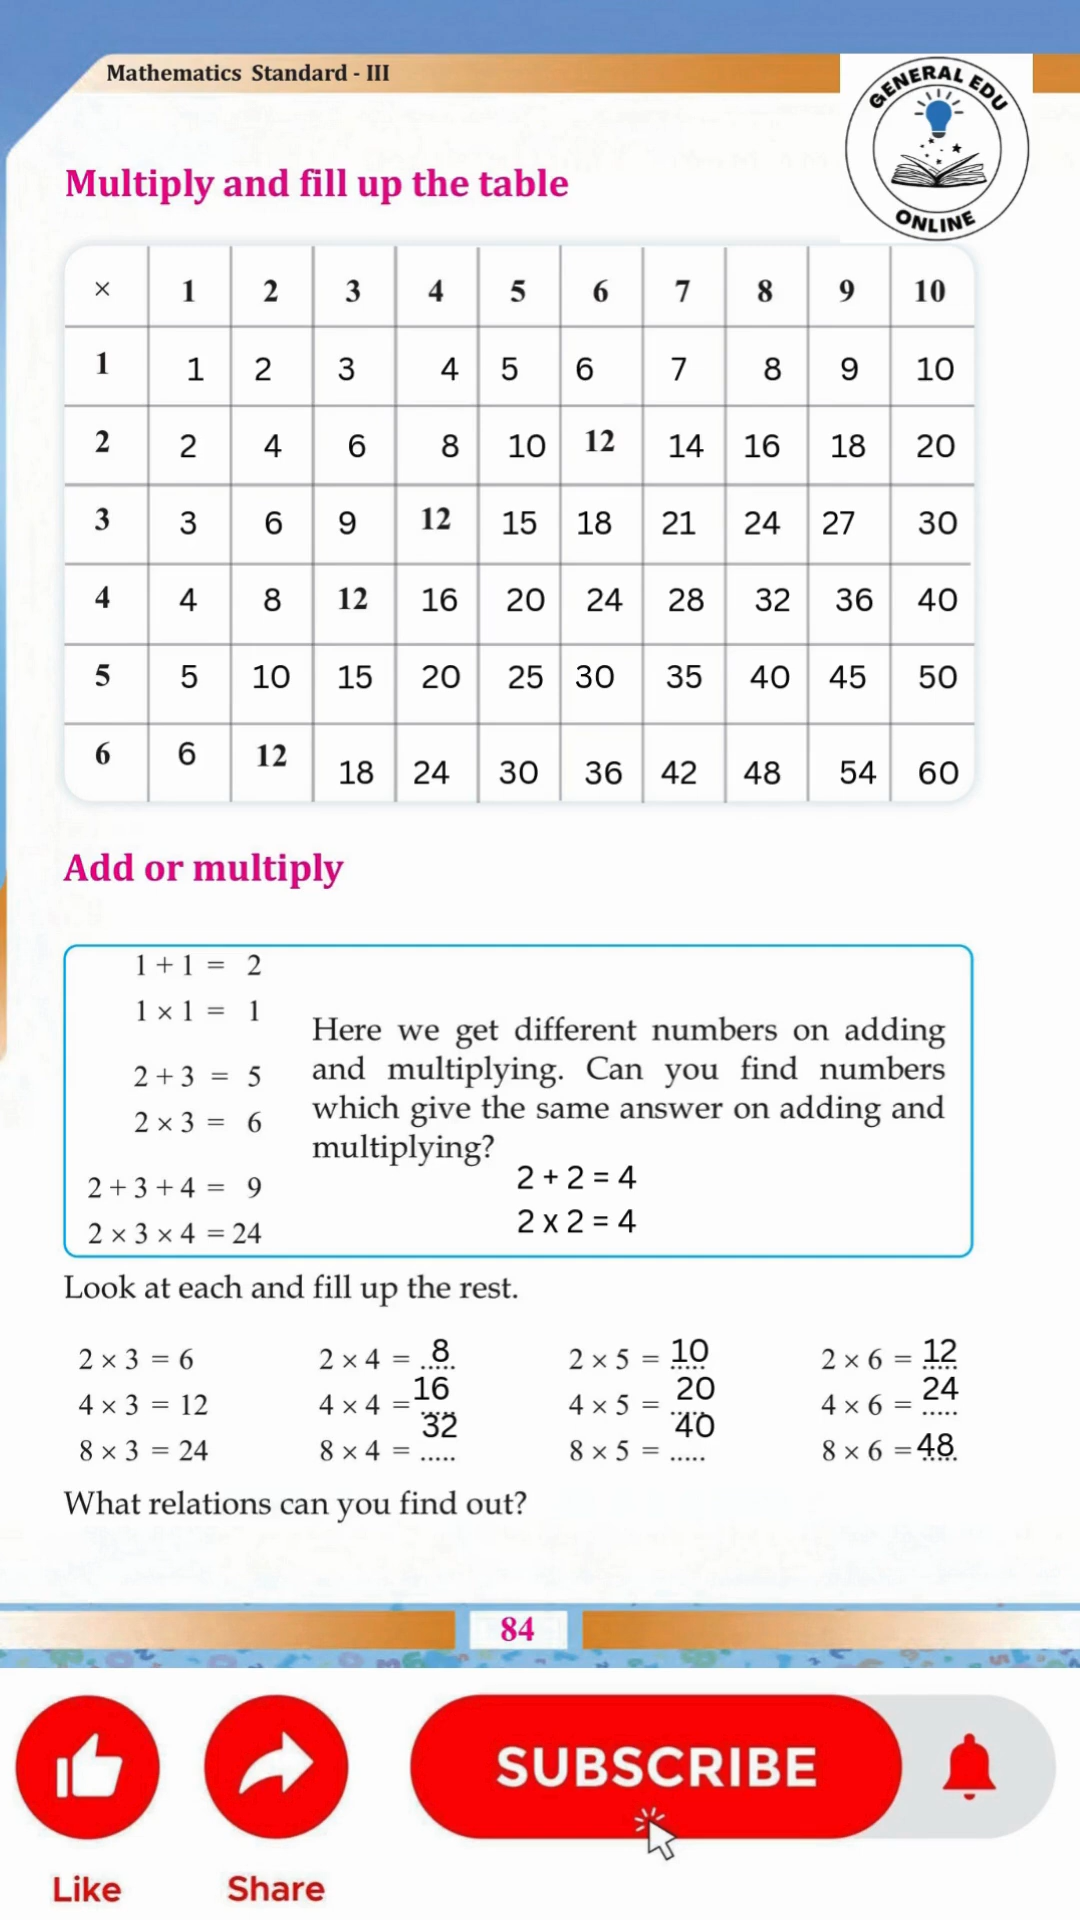 Mathematics Standard - III
GENERAL EDU
ONLINE
Multiply and fill up the table
× 1 2 3 4 5 6 7 8 9 10
1 1 2 3 4 5 6 7 8 9 10
2 2 4 6 8 10 12 14 16 18 20
3 3 6 9 12 15 18 21 24 27 30
4 4 8 12 16 20 24 28 32 36 40
5 5 10 15 20 25 30 35 40 45 50
6 6 12 18 24 30 36 42 48 54 60
Add or multiply
1 + 1 = 2
1 × 1 = 1
2 + 3 = 5
2 × 3 = 6
2 + 3 + 4 = 9
2 × 3 × 4 = 24
Here we get different numbers on adding
and multiplying. Can you find numbers
which give the same answer on adding and
multiplying?
2 + 2 = 4
2 x 2 = 4
Look at each and fill up the rest.
2 × 3 = 6 2 × 4 = 8 2 × 5 = 10 2 × 6 = 12
4 × 3 = 12 4 × 4 = 16 4 × 5 = 20 4 × 6 = 24
8 × 3 = 24 8 × 4 = 32 8 × 5 = 40 8 × 6 = 48
What relations can you find out?
84
SUBSCRIBE
Like Share